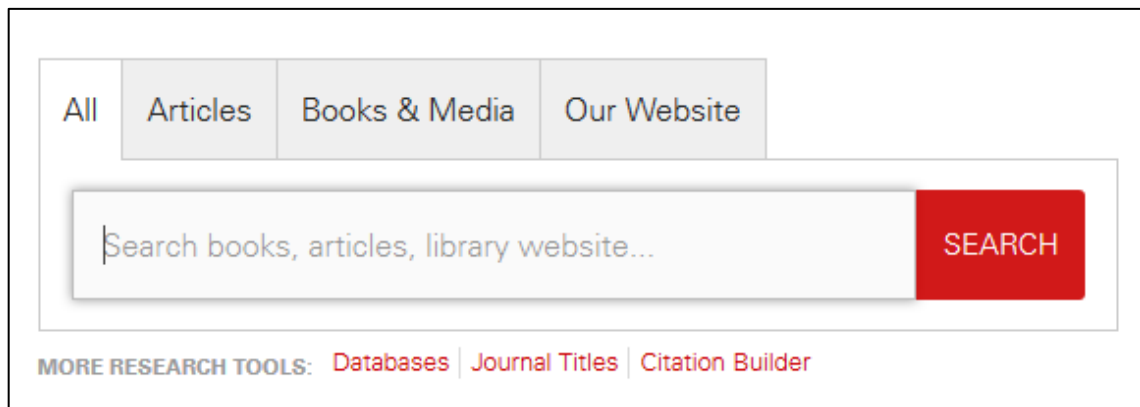 All Articles Books & Media Our Website
Search books, articles, library website... SEARCH
MORE RESEARCH TOOLS: Databases Journal Titles Citation Builder